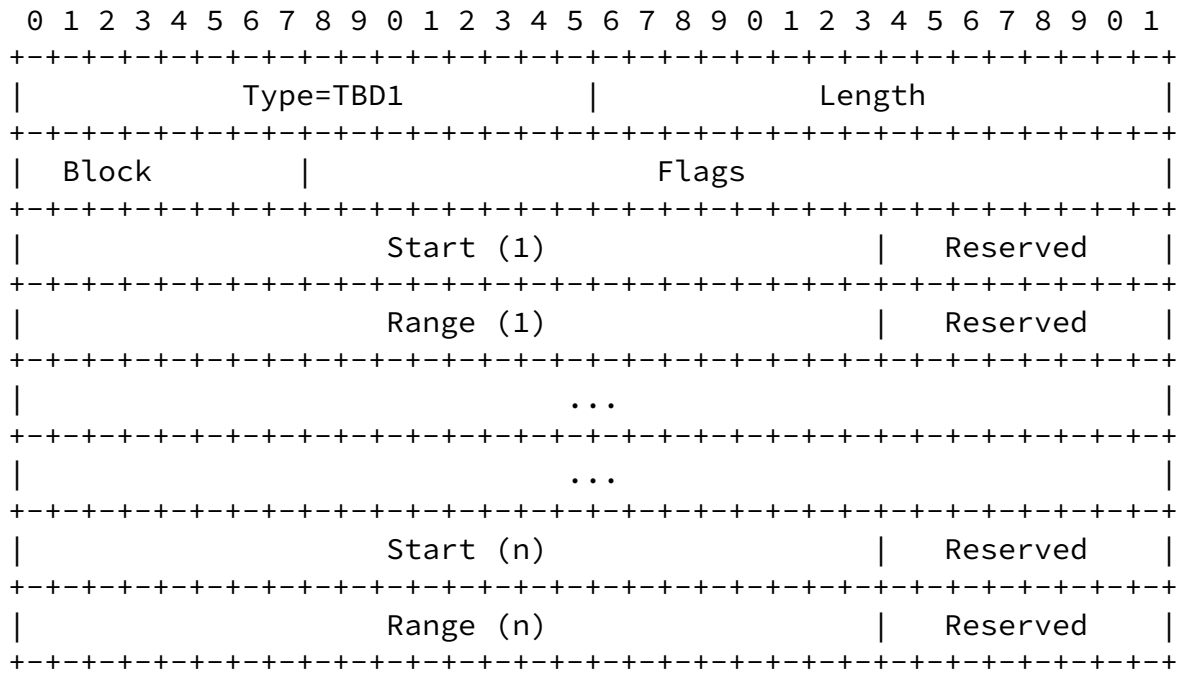 0 1 2 3 4 5 6 7 8 9 0 1 2 3 4 5 6 7 8 9 0 1 2 3 4 5 6 7 8 9 0 1
+-+-+-+-+-+-+-+-+-+-+-+-+-+-+-+-+-+-+-+-+-+-+-+-+-+-+-+-+-+-+-+-+
|            Type=TBD1           |            Length             |
+-+-+-+-+-+-+-+-+-+-+-+-+-+-+-+-+-+-+-+-+-+-+-+-+-+-+-+-+-+-+-+-+
|  Block        |                   Flags                       |
+-+-+-+-+-+-+-+-+-+-+-+-+-+-+-+-+-+-+-+-+-+-+-+-+-+-+-+-+-+-+-+-+
|                    Start (1)                  |   Reserved    |
+-+-+-+-+-+-+-+-+-+-+-+-+-+-+-+-+-+-+-+-+-+-+-+-+-+-+-+-+-+-+-+-+
|                    Range (1)                  |   Reserved    |
+-+-+-+-+-+-+-+-+-+-+-+-+-+-+-+-+-+-+-+-+-+-+-+-+-+-+-+-+-+-+-+-+
|                              ...                              |
+-+-+-+-+-+-+-+-+-+-+-+-+-+-+-+-+-+-+-+-+-+-+-+-+-+-+-+-+-+-+-+-+
|                              ...                              |
+-+-+-+-+-+-+-+-+-+-+-+-+-+-+-+-+-+-+-+-+-+-+-+-+-+-+-+-+-+-+-+-+
|                    Start (n)                  |   Reserved    |
+-+-+-+-+-+-+-+-+-+-+-+-+-+-+-+-+-+-+-+-+-+-+-+-+-+-+-+-+-+-+-+-+
|                    Range (n)                  |   Reserved    |
+-+-+-+-+-+-+-+-+-+-+-+-+-+-+-+-+-+-+-+-+-+-+-+-+-+-+-+-+-+-+-+-+